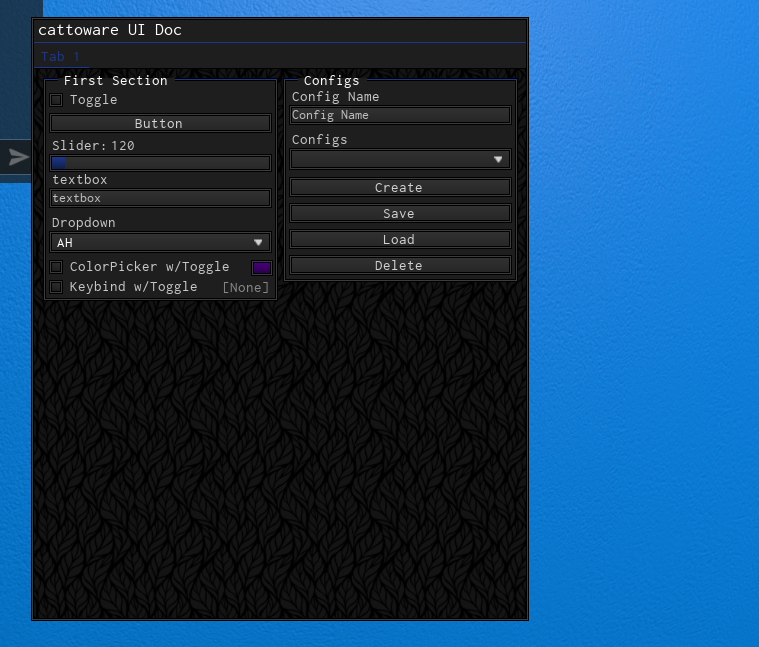 cattoware UI Doc
Tab 1
First Section
Toggle
Button
Slider: 120
textbox
textbox
Dropdown
AH
ColorPicker w/Toggle
Keybind w/Toggle [None]
Configs
Config Name
Config Name
Configs
Create
Save
Load
Delete